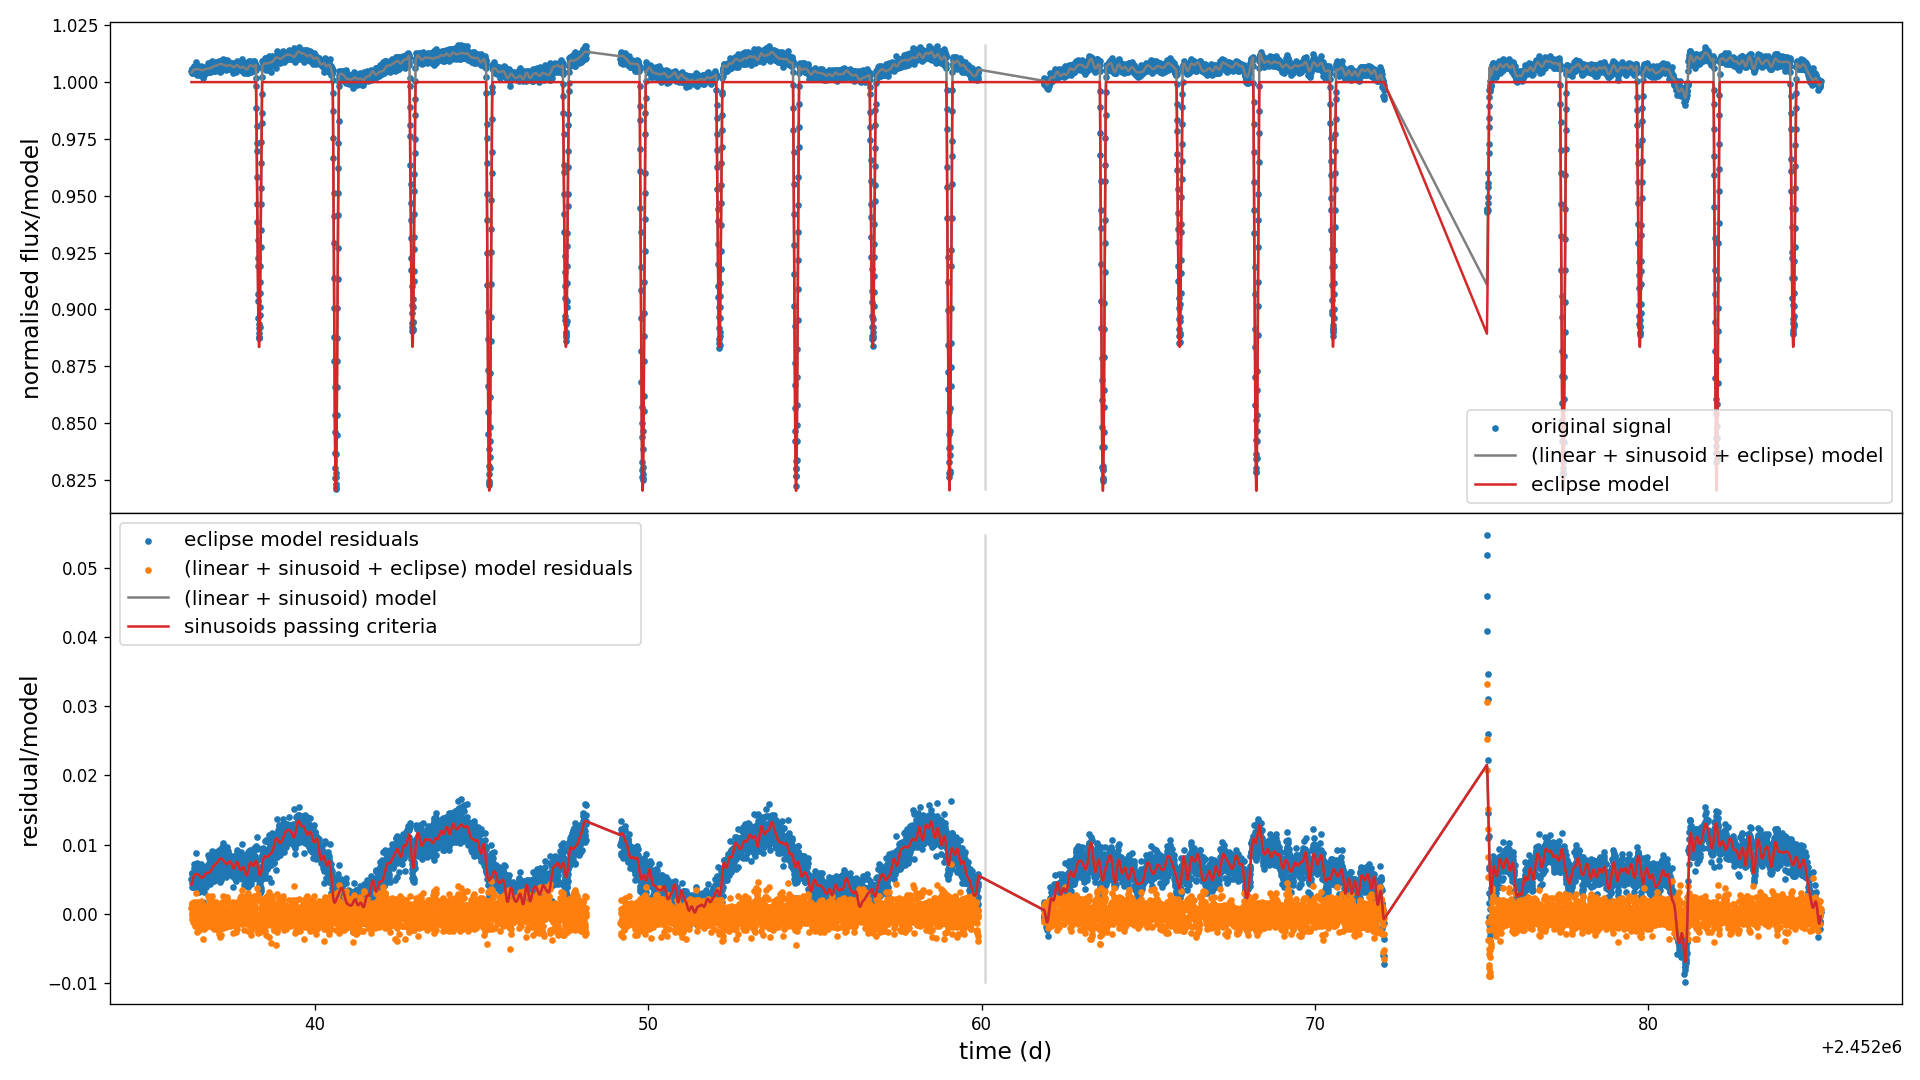 1.025
1.000
0.975
0.950
0.925
0.900
0.875
0.850
0.825
normalised flux/model
original signal
(linear + sinusoid + eclipse) model
eclipse model
eclipse model residuals
(linear + sinusoid + eclipse) model residuals
(linear + sinusoid) model
sinusoids passing criteria
0.05
0.04
0.03
0.02
0.01
0.00
−0.01
residual/model
40 50 60 70 80
time (d)
+2.452e6